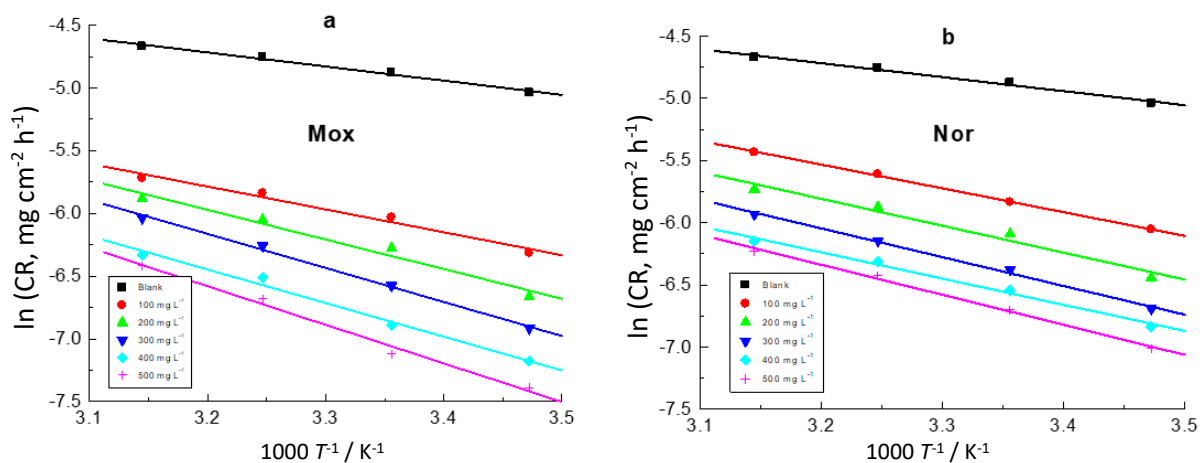 a
-4.5
-5.0
-5.5
-6.0
-6.5
-7.0
-7.5
ln (CR, mg cm⁻² h⁻¹)
Mox
Blank
100 mg L⁻¹
200 mg L⁻¹
300 mg L⁻¹
400 mg L⁻¹
500 mg L⁻¹
3.1 3.2 3.3 3.4 3.5
1000 T⁻¹ / K⁻¹
b
-4.5
-5.0
-5.5
-6.0
-6.5
-7.0
-7.5
ln (CR, mg cm⁻² h⁻¹)
Nor
Blank
100 mg L⁻¹
200 mg L⁻¹
300 mg L⁻¹
400 mg L⁻¹
500 mg L⁻¹
3.1 3.2 3.3 3.4 3.5
1000 T⁻¹ / K⁻¹